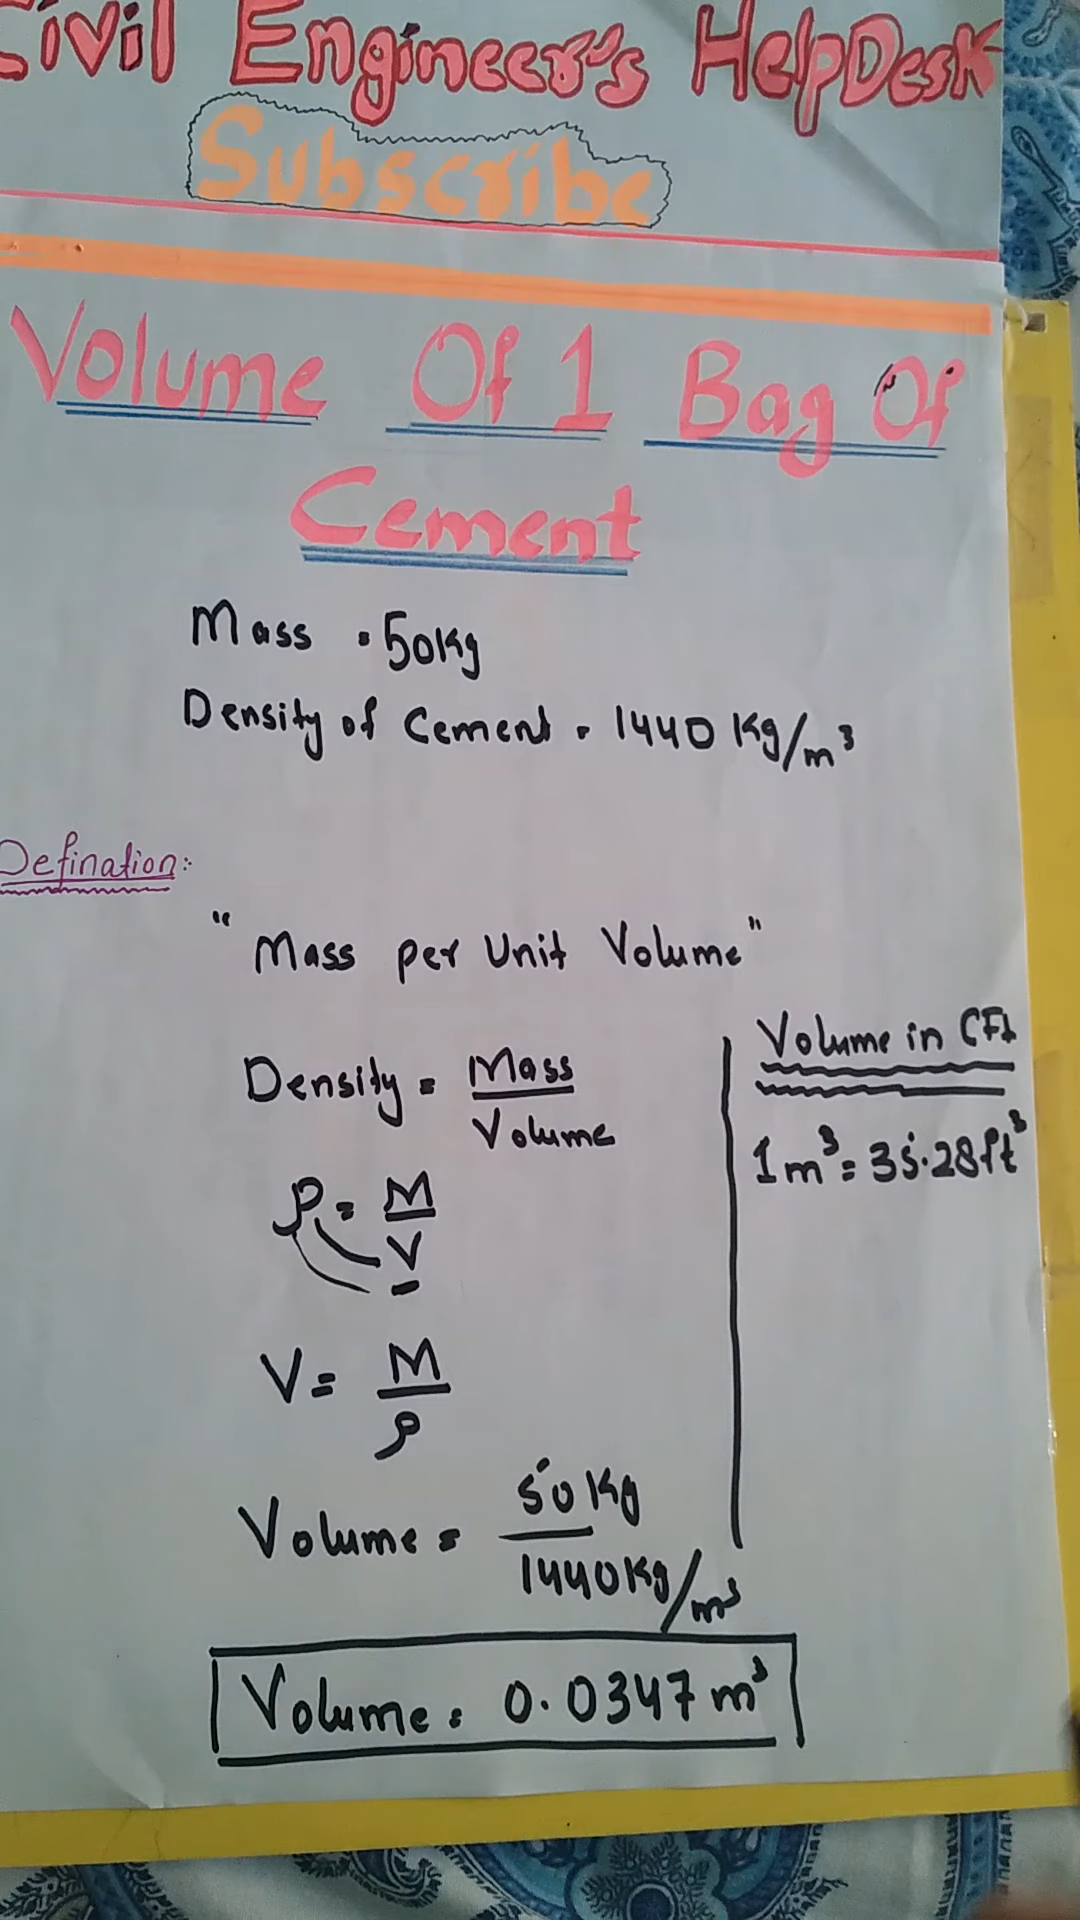 Civil Engineer's HelpDesk
Subscribe
Volume Of 1 Bag Of
Cement
Mass = 50kg
Density of Cement = 1440 kg/m³
Defination:
"Mass per Unit Volume"
Density = Mass
Volume
ρ = M
V
V = M
ρ
Volume = 50 kg
1440 kg/m³
Volume = 0.0347 m³
Volume in CFt
1m³ = 35.28ft³